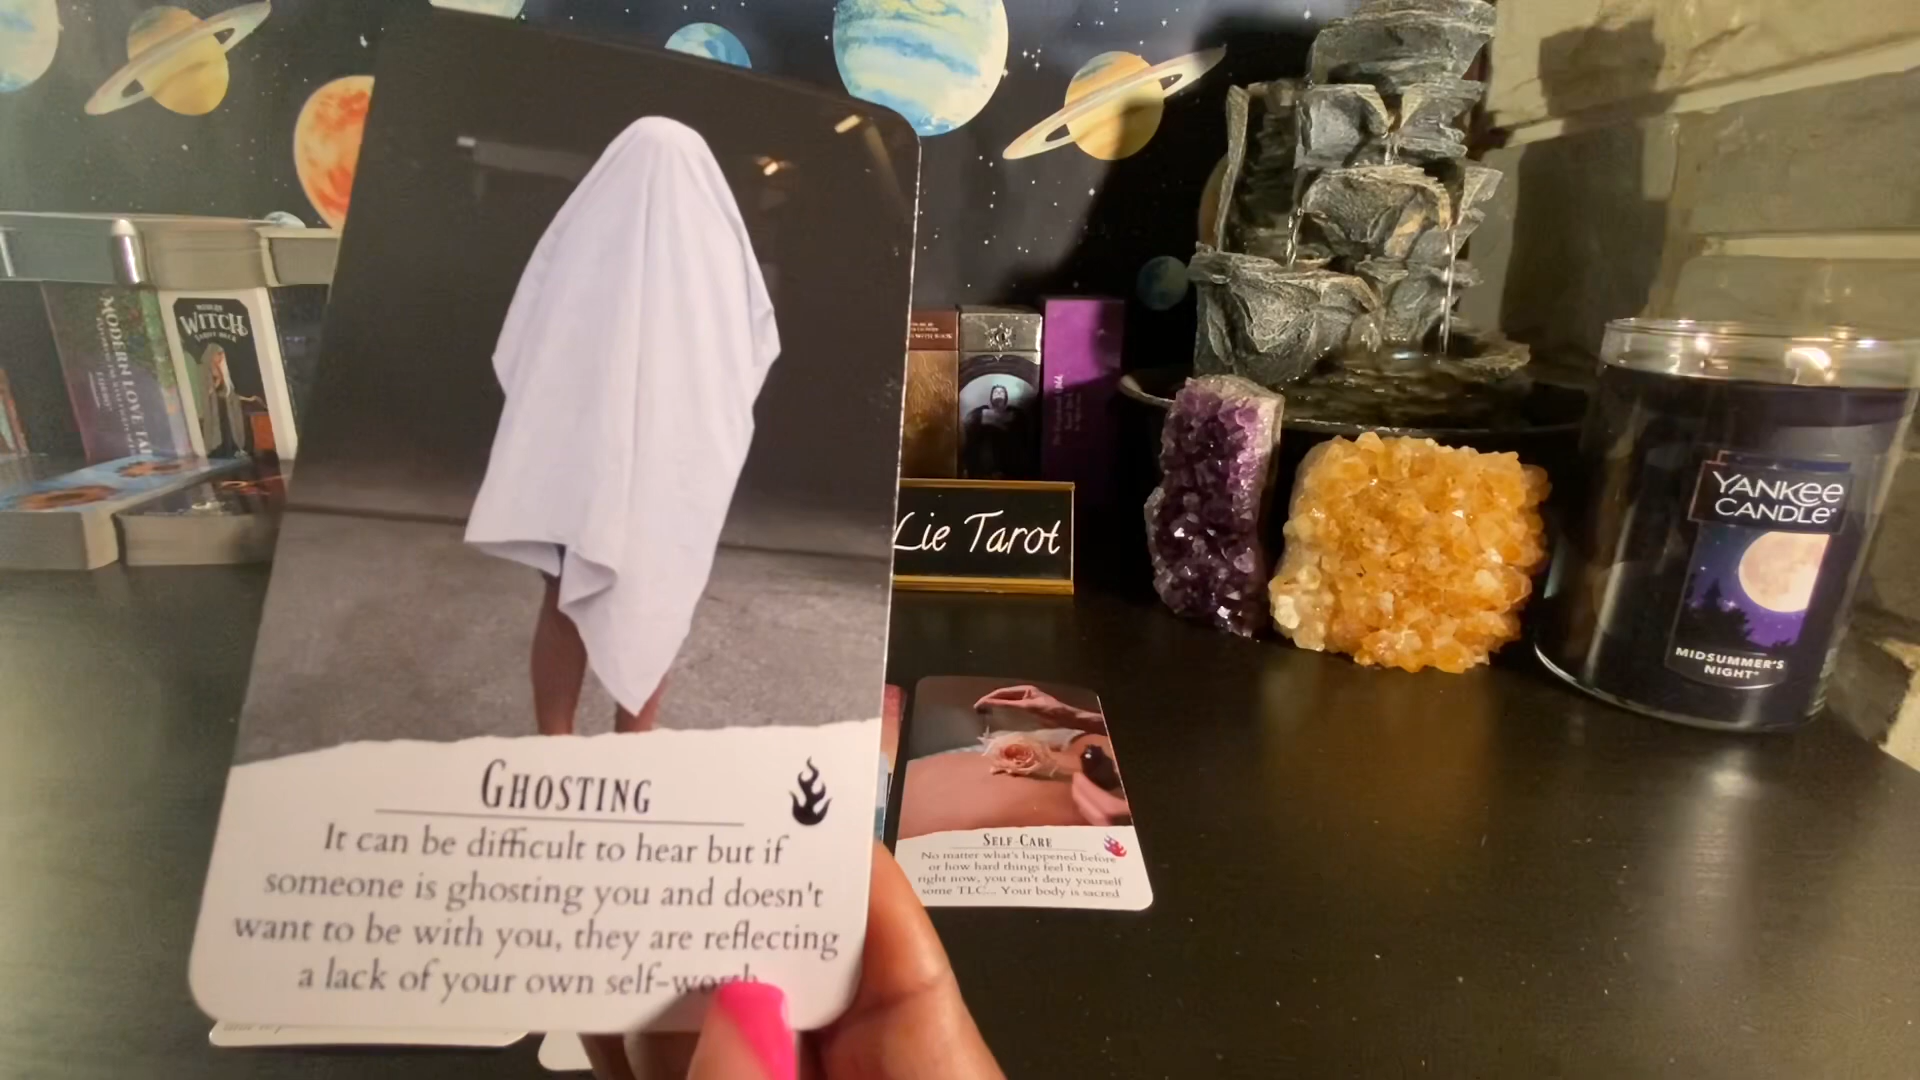 GHOSTING
It can be difficult to hear but if
someone is ghosting you and doesn't
want to be with you, they are reflecting
a lack of your own self-worth
SELF-CARE
No matter what's happened before
or how hard things feel for you
right now, you can't deny yourself
some TLC... Your body is sacred
Lie Tarot
YANKEE
CANDLE
MIDSUMMER'S
NIGHT
MODERN LOVE
WITCH